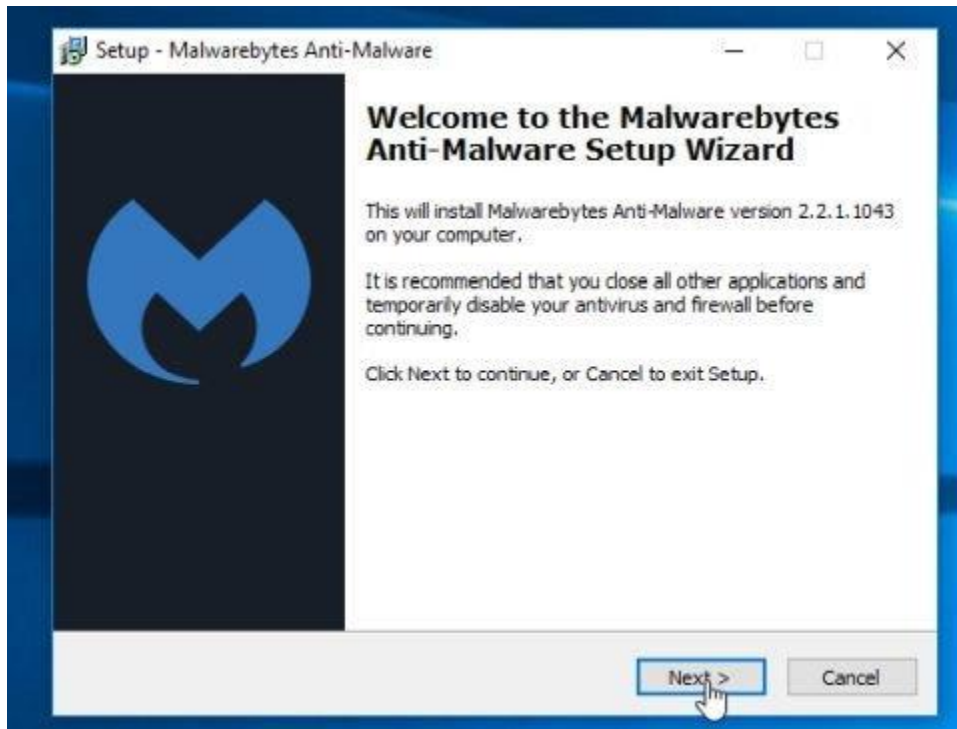 Setup - Malwarebytes Anti-Malware
Welcome to the Malwarebytes
Anti-Malware Setup Wizard
This will install Malwarebytes Anti-Malware version 2.2.1.1043
on your computer.
It is recommended that you close all other applications and
temporarily disable your antivirus and firewall before
continuing.
Click Next to continue, or Cancel to exit Setup.
Next >
Cancel